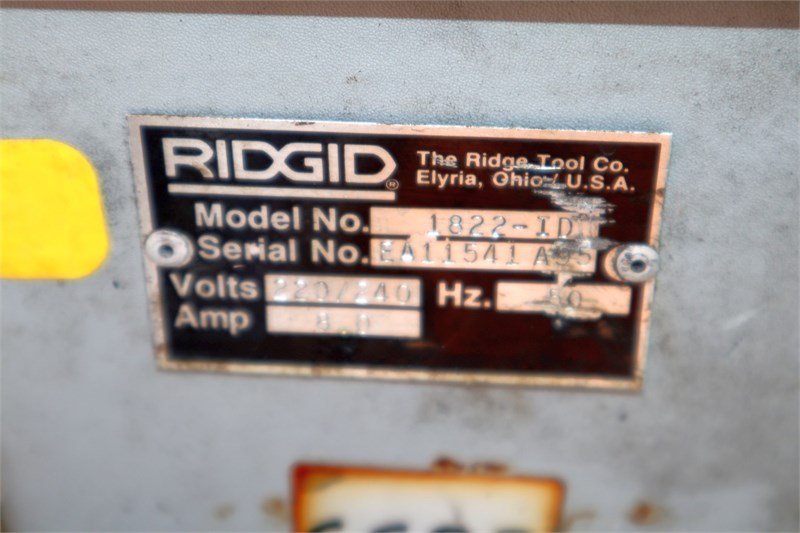 RIDGID®
The Ridge Tool Co.
Elyria, Ohio U.S.A.
Model No. 1822-ID
Serial No. EA11541
Volts 220/240 Hz.
Amp